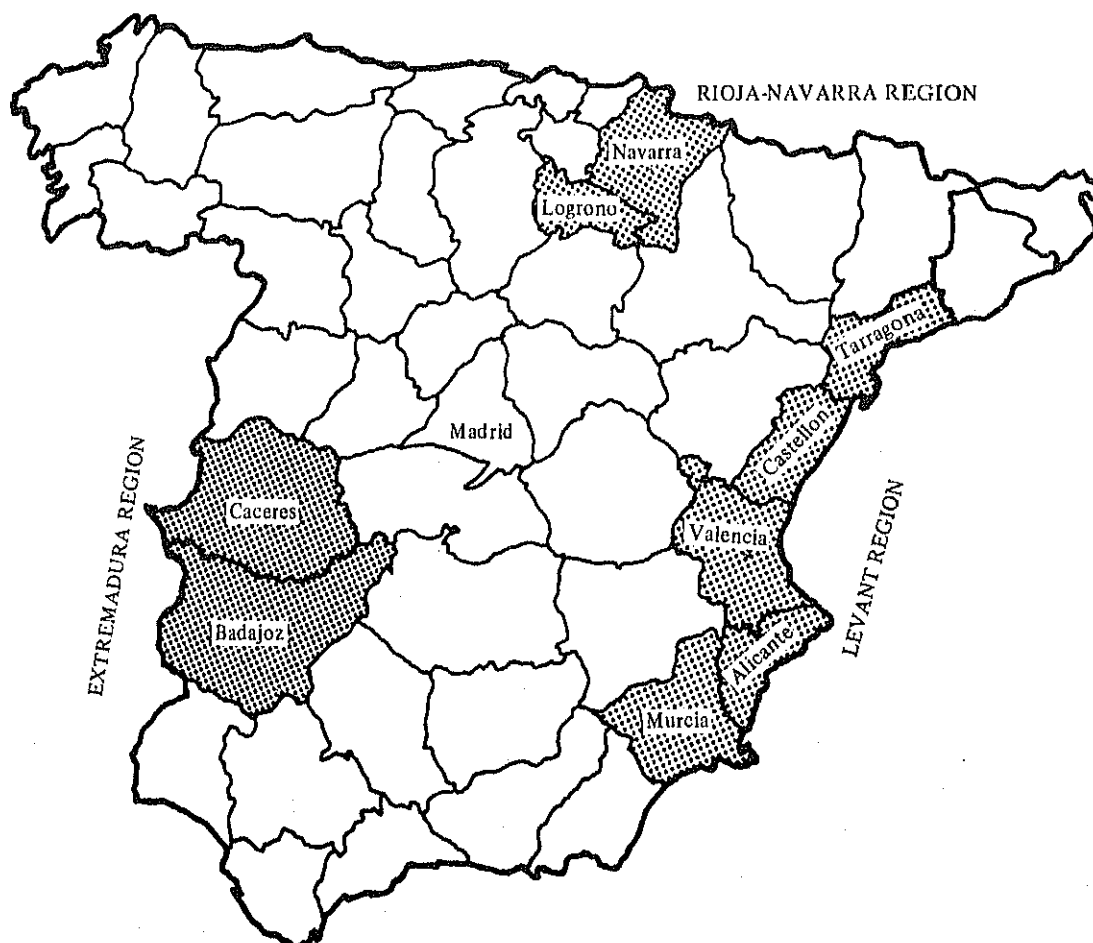 RIOJA-NAVARRA REGION
Navarra
Logrono
Tarragona
Castellon
Madrid
Valencia
Caceres
Badajoz
Alicante
Murcia
EXTREMADURA REGION
LEVANT REGION